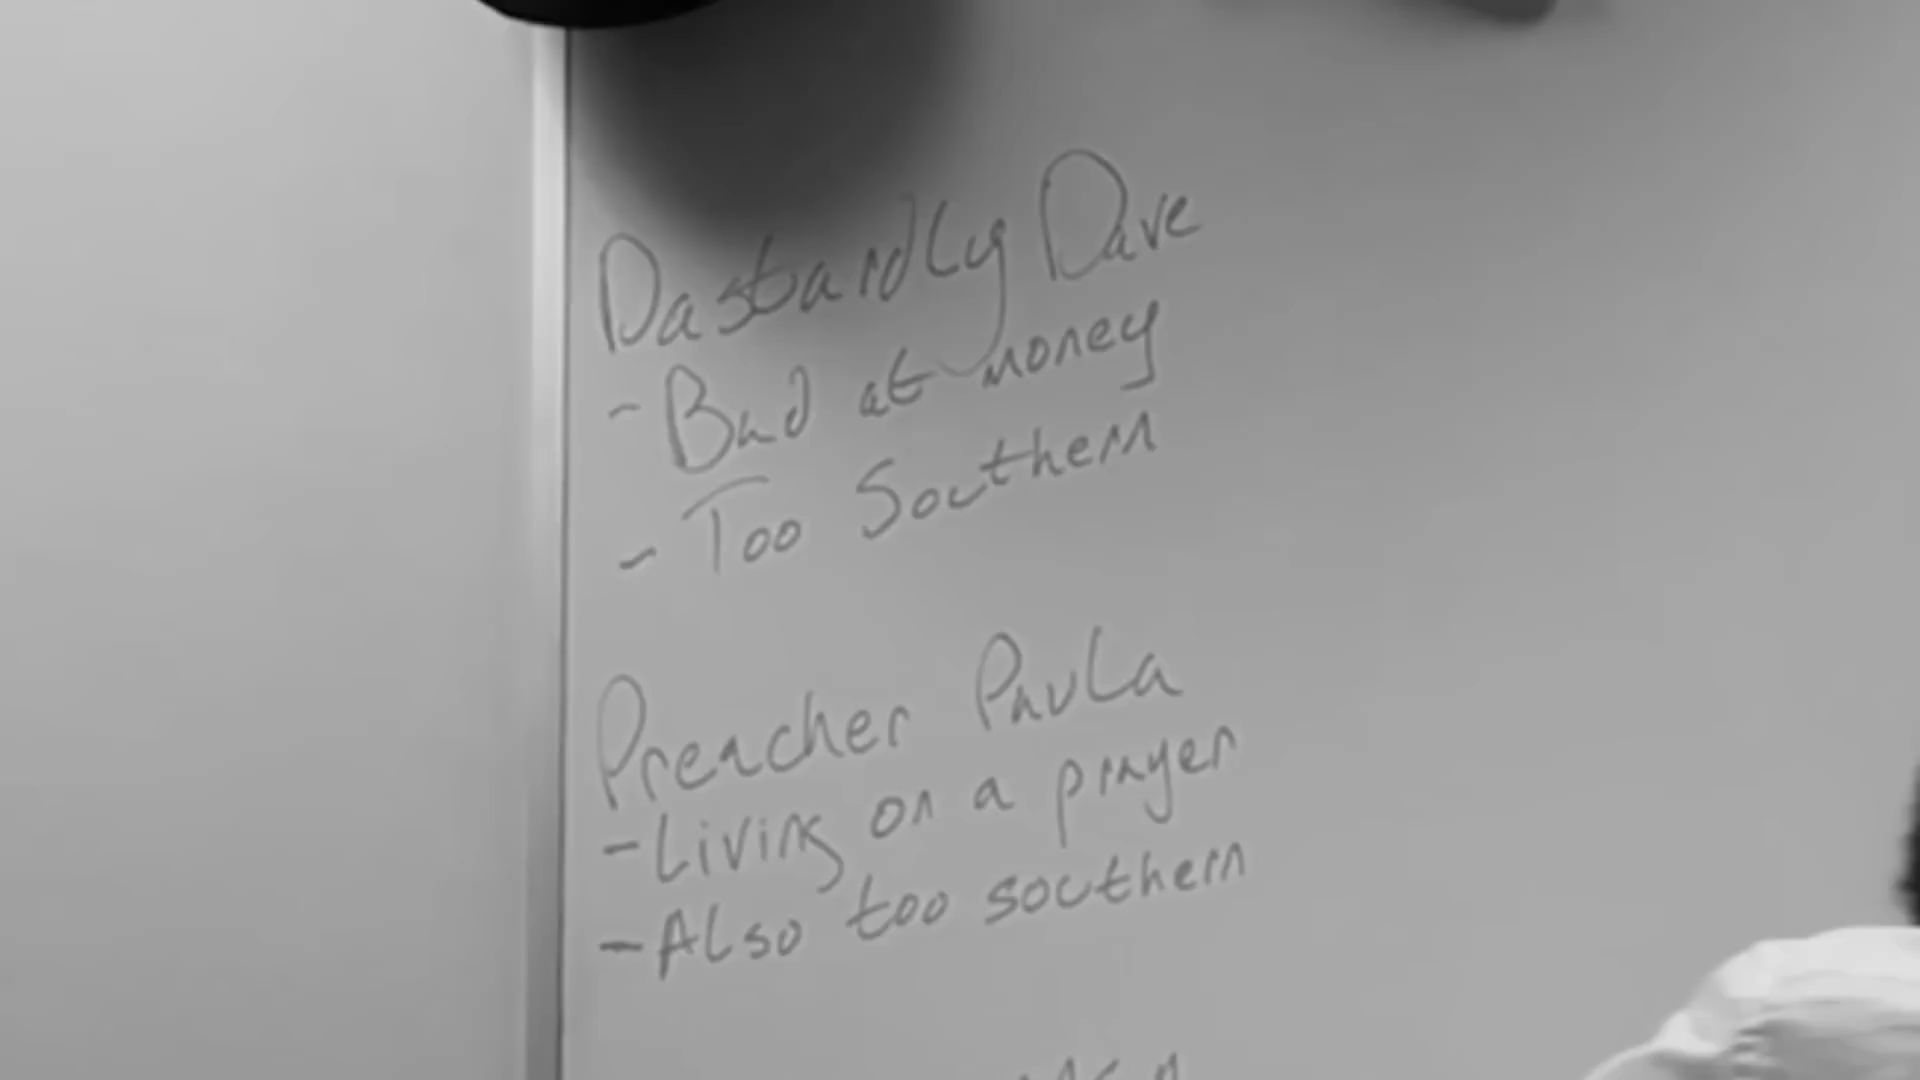 Dastardly Dave
- Bad at money
- Too Southern
Preacher Paula
- Living on a prayer
- Also too southern